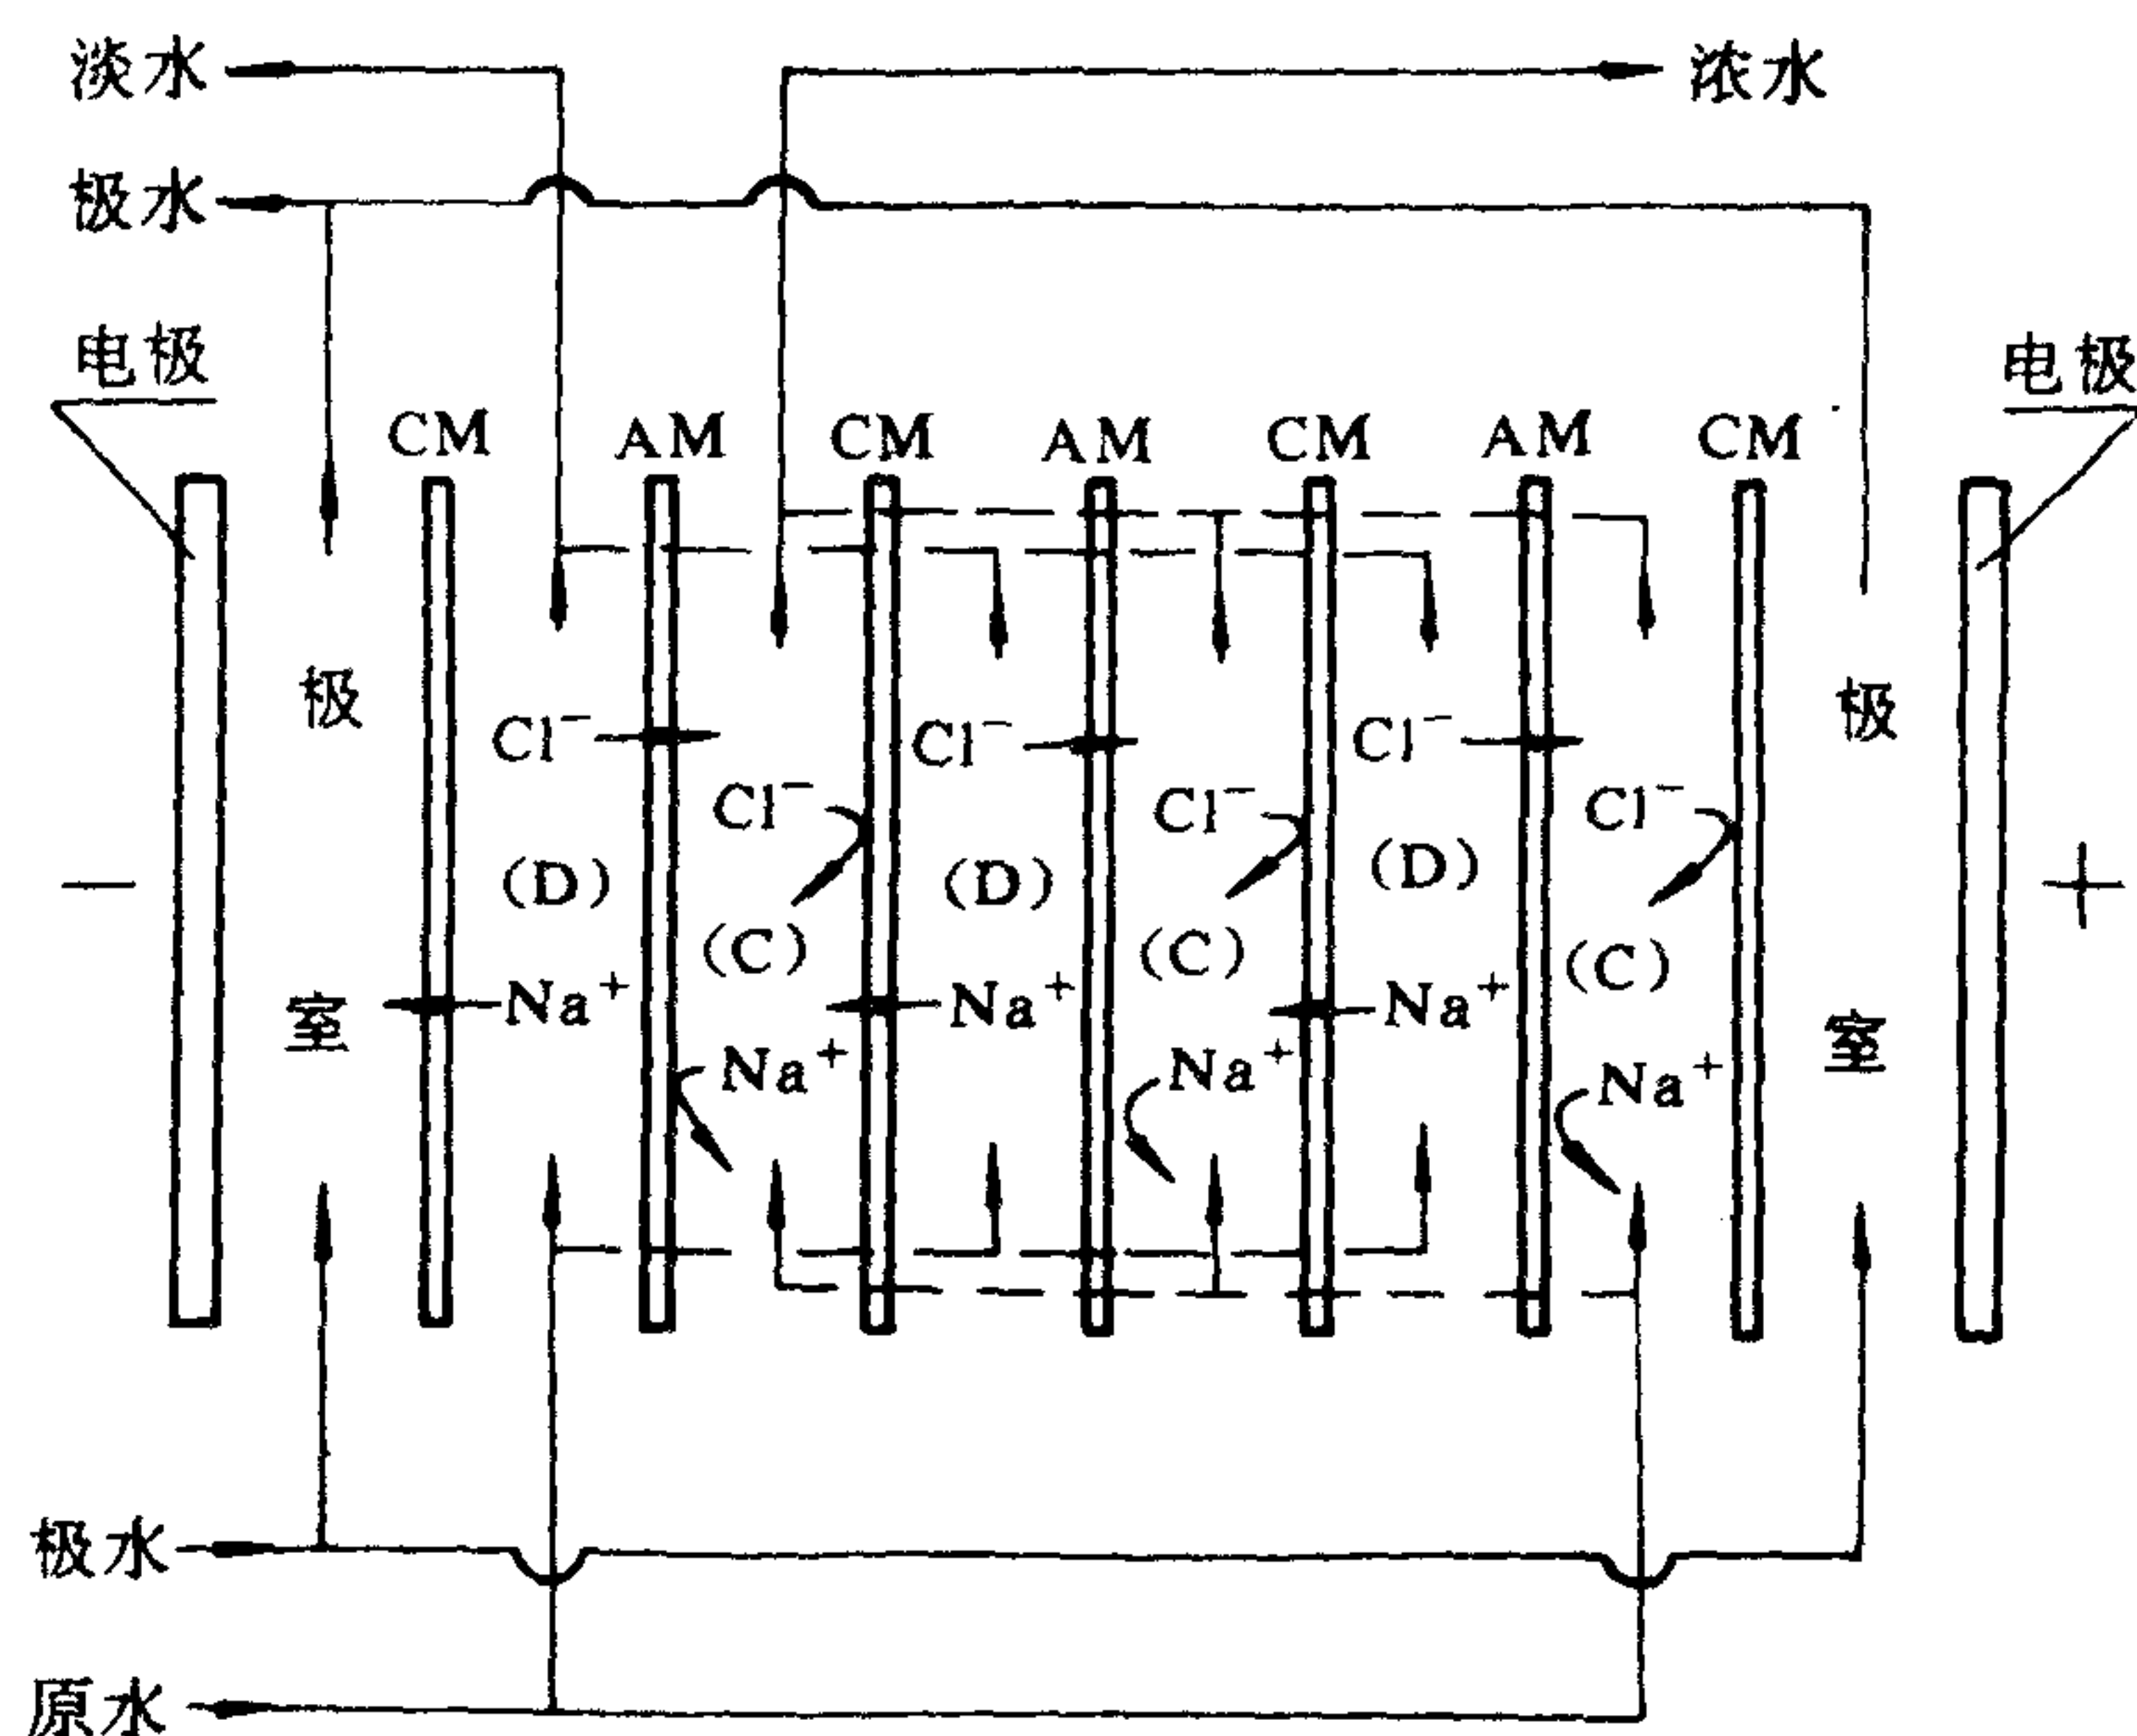 淡水 浓水
极水
电极 电极
CM AM CM AM CM AM CM
极 极
Cl⁻ Cl⁻ Cl⁻
Cl⁻ Cl⁻ Cl⁻
(D) (D) (D)
− +
(C) (C) (C)
Na⁺ Na⁺ Na⁺
室 室
Na⁺ Na⁺ Na⁺
极水
原水